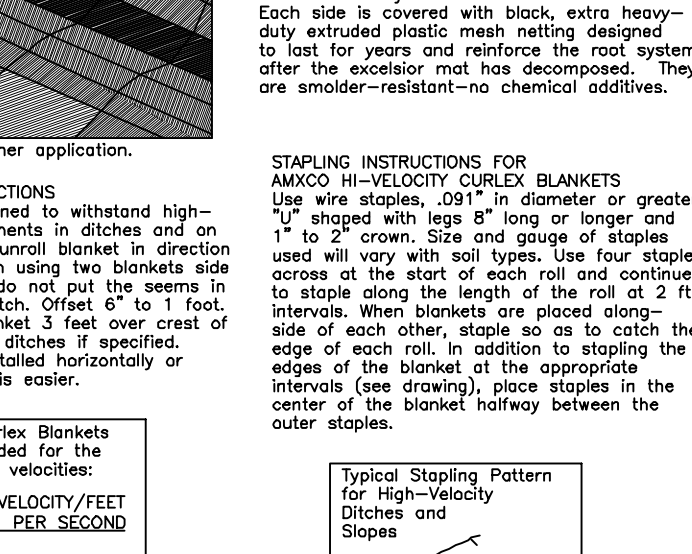 Each side is covered with black, extra heavy-
duty extruded plastic mesh netting designed
to last for years and reinforce the root system
after the excelsior mat has decomposed. They
are smolder-resistant-no chemical additives.
her application.
CTIONS
ned to withstand high-
nents in ditches and on
unroll blanket in direction
n using two blankets side
do not put the seems in
tch. Offset 6" to 1 foot.
nket 3 feet over crest of
ditches if specified.
talled horizontally or
is easier.
rlex Blankets
ded for the
velocities:
VELOCITY/FEET
PER SECOND
STAPLING INSTRUCTIONS FOR
AMXCO HI-VELOCITY CURLEX BLANKETS
Use wire staples, .091" in diameter or greate
"U" shaped with legs 8" long or longer and
1" to 2" crown. Size and gauge of staples
used will vary with soil types. Use four staple
across at the start of each roll and continue
to staple along the length of the roll at 2 ft
intervals. When blankets are placed along-
side of each other, staple so as to catch the
edge of each roll. In addition to stapling the
edges of the blanket at the appropriate
intervals (see drawing), place staples in the
center of the blanket halfway between the
outer staples.
Typical Stapling Pattern
for High-Velocity
Ditches and
Slopes